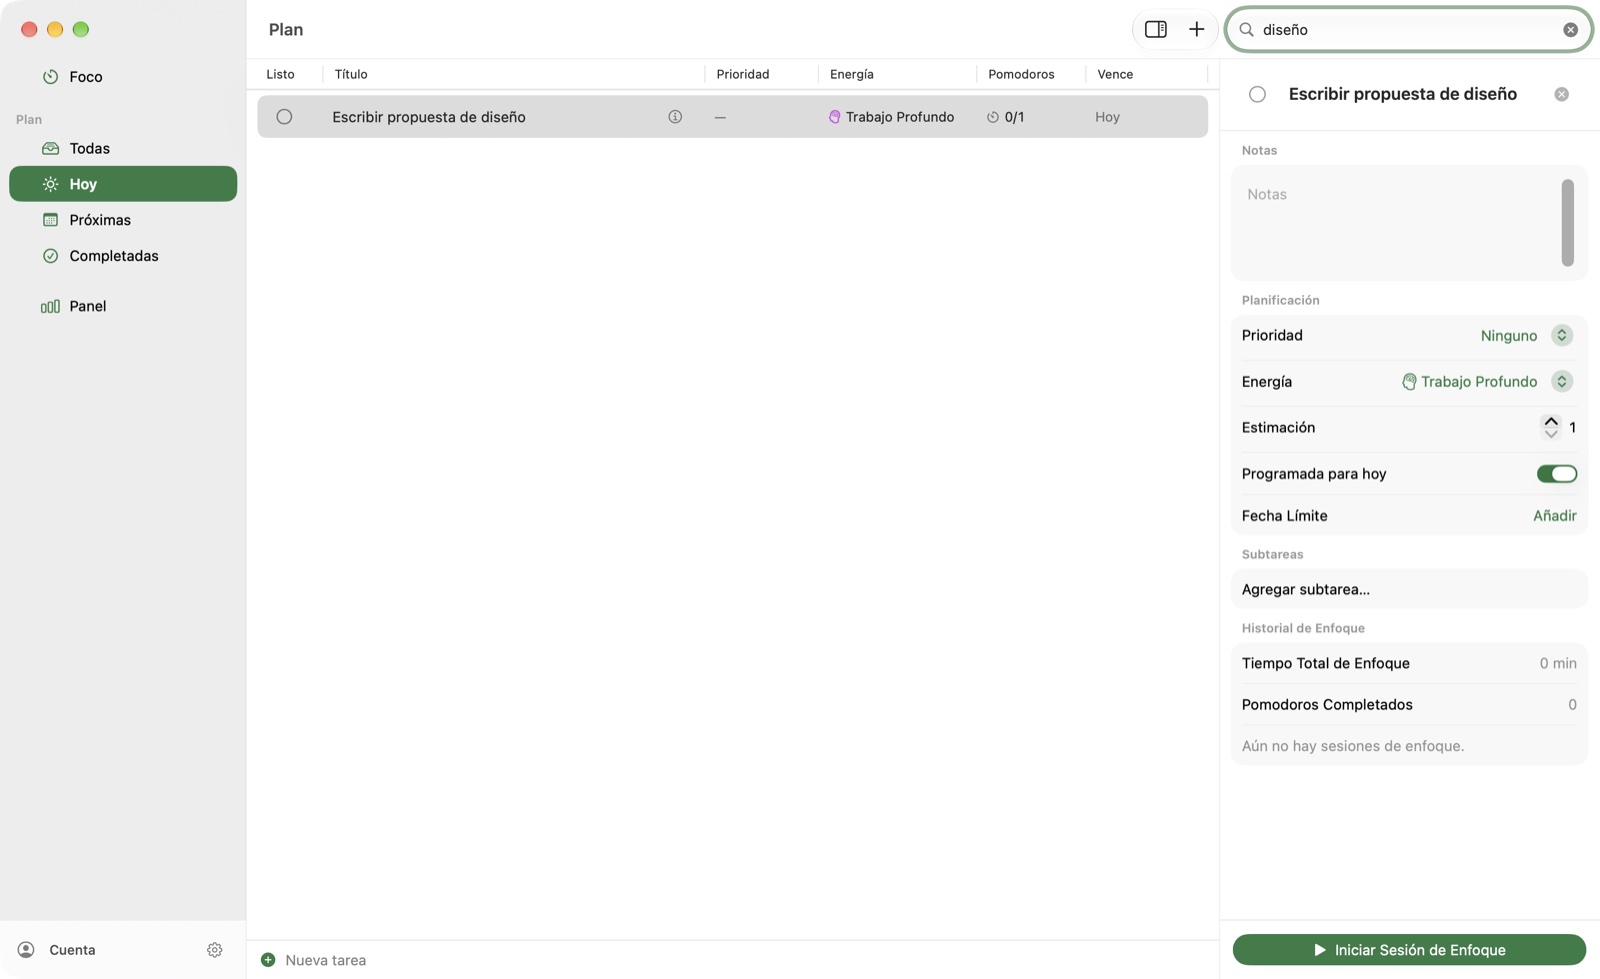 Plan
diseño
Foco
Plan
Todas
Hoy
Próximas
Completadas
Panel
Cuenta
Listo Título Prioridad Energía Pomodoros Vence
Escribir propuesta de diseño — Trabajo Profundo 0/1 Hoy
Nueva tarea
Escribir propuesta de diseño
Notas
Notas
Planificación
Prioridad Ninguno
Energía Trabajo Profundo
Estimación 1
Programada para hoy
Fecha Límite Añadir
Subtareas
Agregar subtarea...
Historial de Enfoque
Tiempo Total de Enfoque 0 min
Pomodoros Completados 0
Aún no hay sesiones de enfoque.
Iniciar Sesión de Enfoque